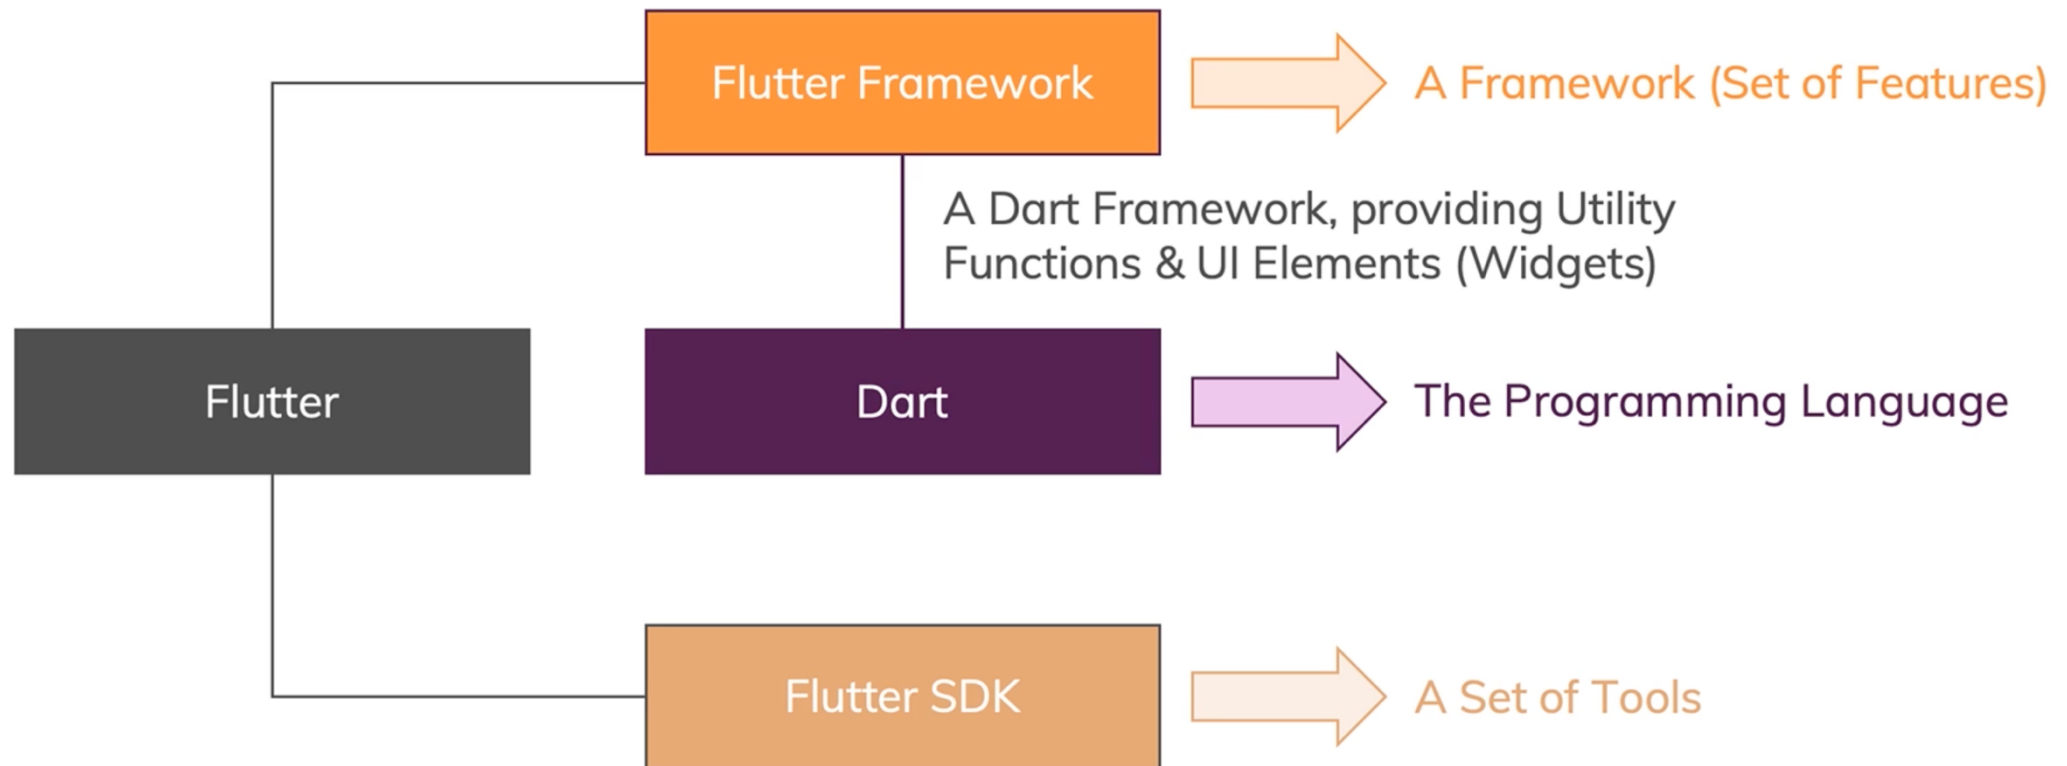 Flutter Framework
A Framework (Set of Features)
A Dart Framework, providing Utility
Functions & UI Elements (Widgets)
Flutter
Dart
The Programming Language
Flutter SDK
A Set of Tools